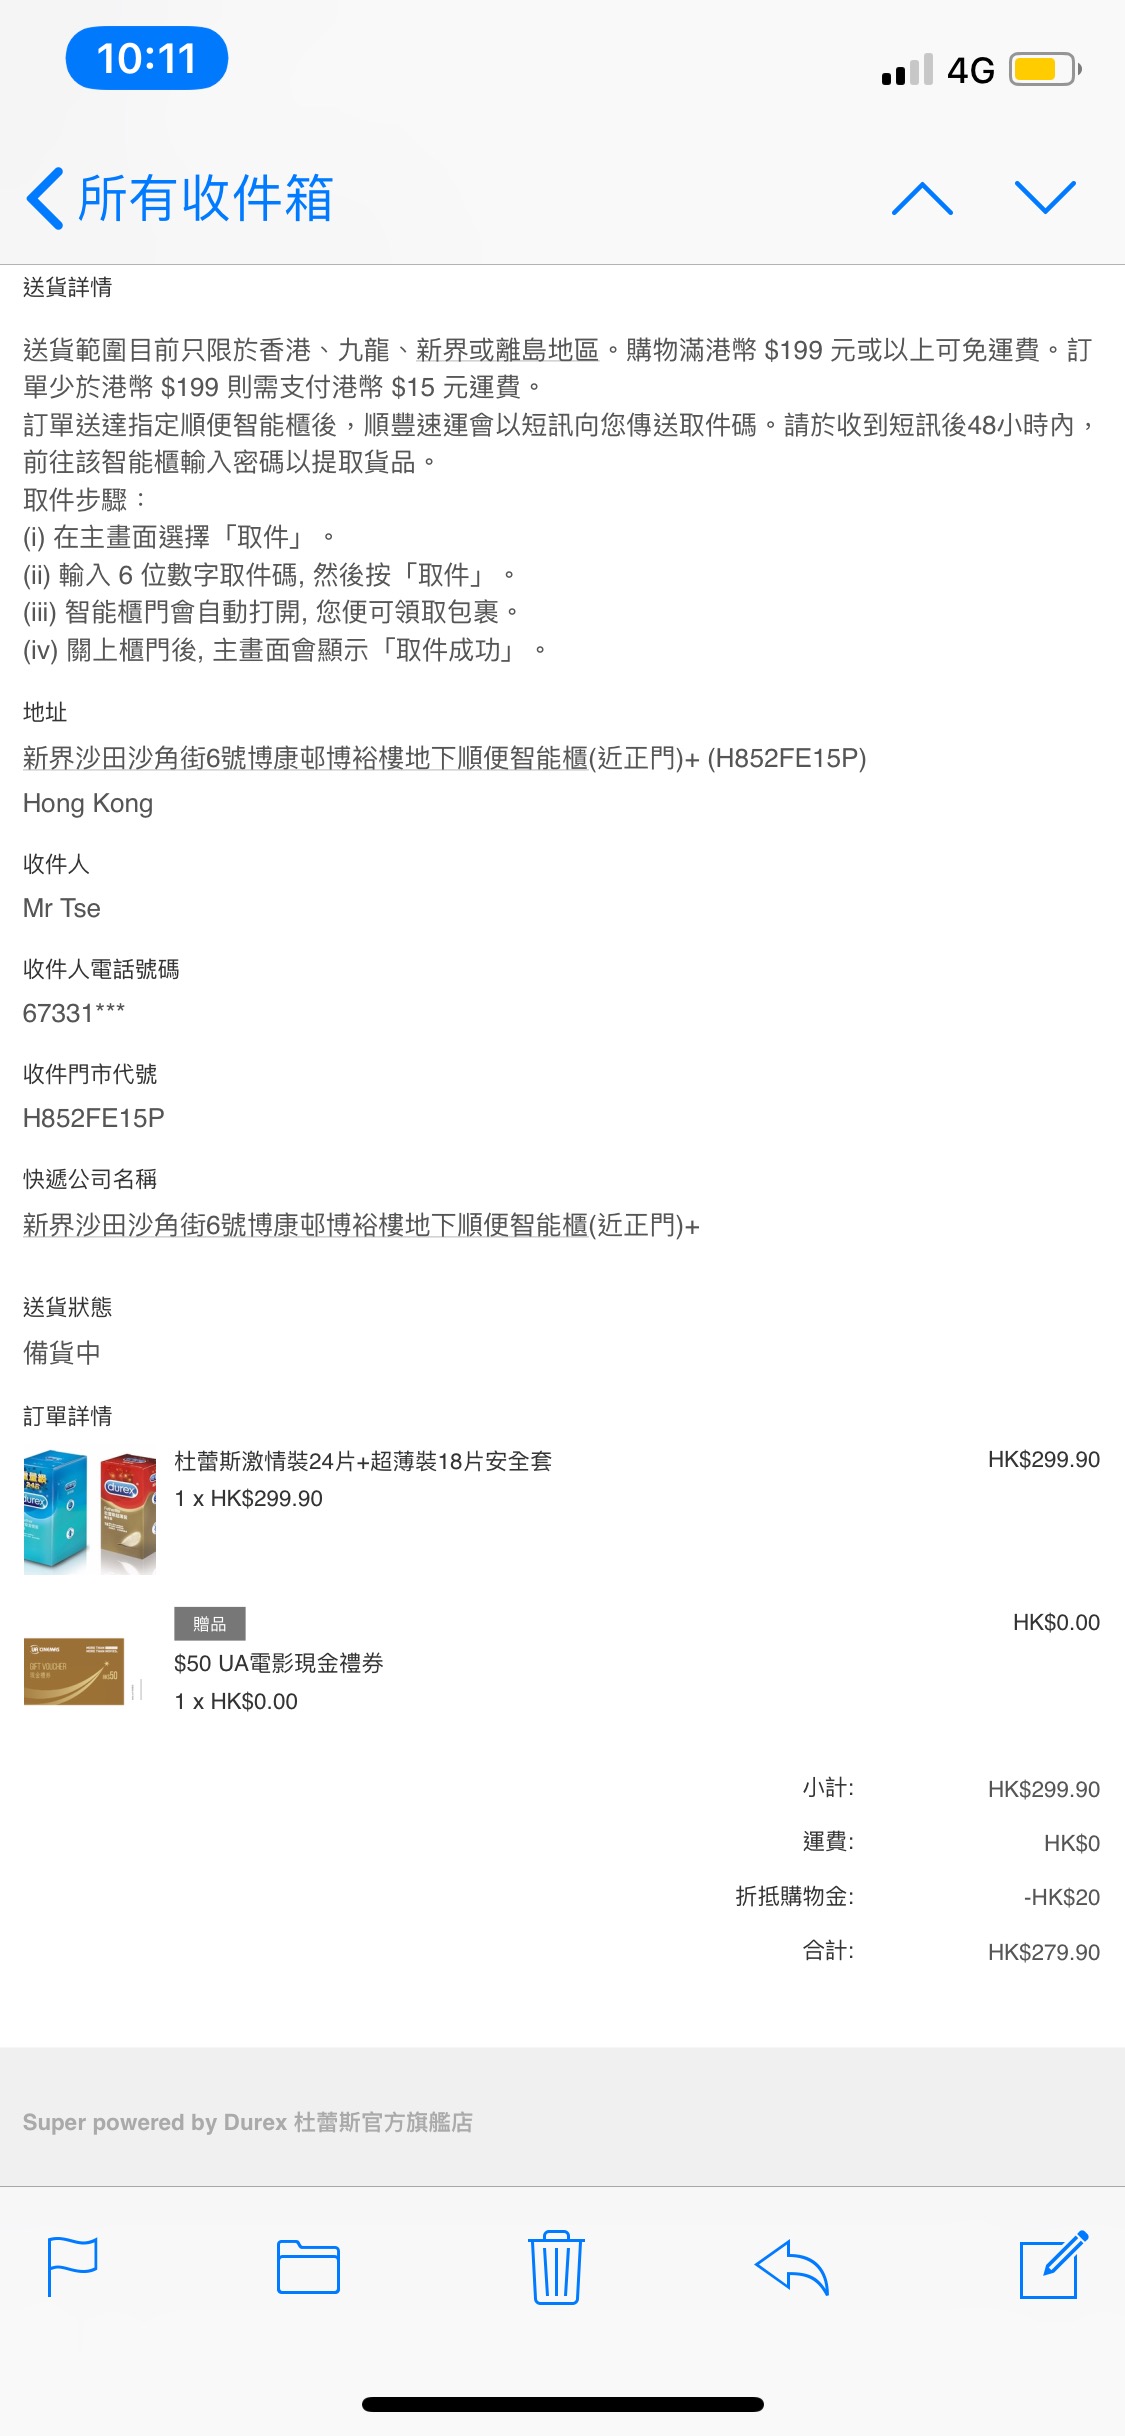 10:11
4G
所有收件箱
送貨詳情
送貨範圍目前只限於香港、九龍、新界或離島地區。購物滿港幣 $199 元或以上可免運費。訂
單少於港幣 $199 則需支付港幣 $15 元運費。
訂單送達指定順便智能櫃後，順豐速運會以短訊向您傳送取件碼。請於收到短訊後48小時內，
前往該智能櫃輸入密碼以提取貨品。
取件步驟：
(i) 在主畫面選擇「取件」。
(ii) 輸入 6 位數字取件碼, 然後按「取件」。
(iii) 智能櫃門會自動打開, 您便可領取包裹。
(iv) 關上櫃門後, 主畫面會顯示「取件成功」。
地址
新界沙田沙角街6號博康邨博裕樓地下順便智能櫃(近正門)+ (H852FE15P)
Hong Kong
收件人
Mr Tse
收件人電話號碼
67331***
收件門市代號
H852FE15P
快遞公司名稱
新界沙田沙角街6號博康邨博裕樓地下順便智能櫃(近正門)+
送貨狀態
備貨中
訂單詳情
杜蕾斯激情裝24片+超薄裝18片安全套
HK$299.90
1 x HK$299.90
durex
贈品
HK$0.00
$50 UA電影現金禮券
1 x HK$0.00
GIFT VOUCHER
現金禮券
小計:
HK$299.90
運費:
HK$0
折抵購物金:
-HK$20
合計:
HK$279.90
Super powered by Durex 杜蕾斯官方旗艦店